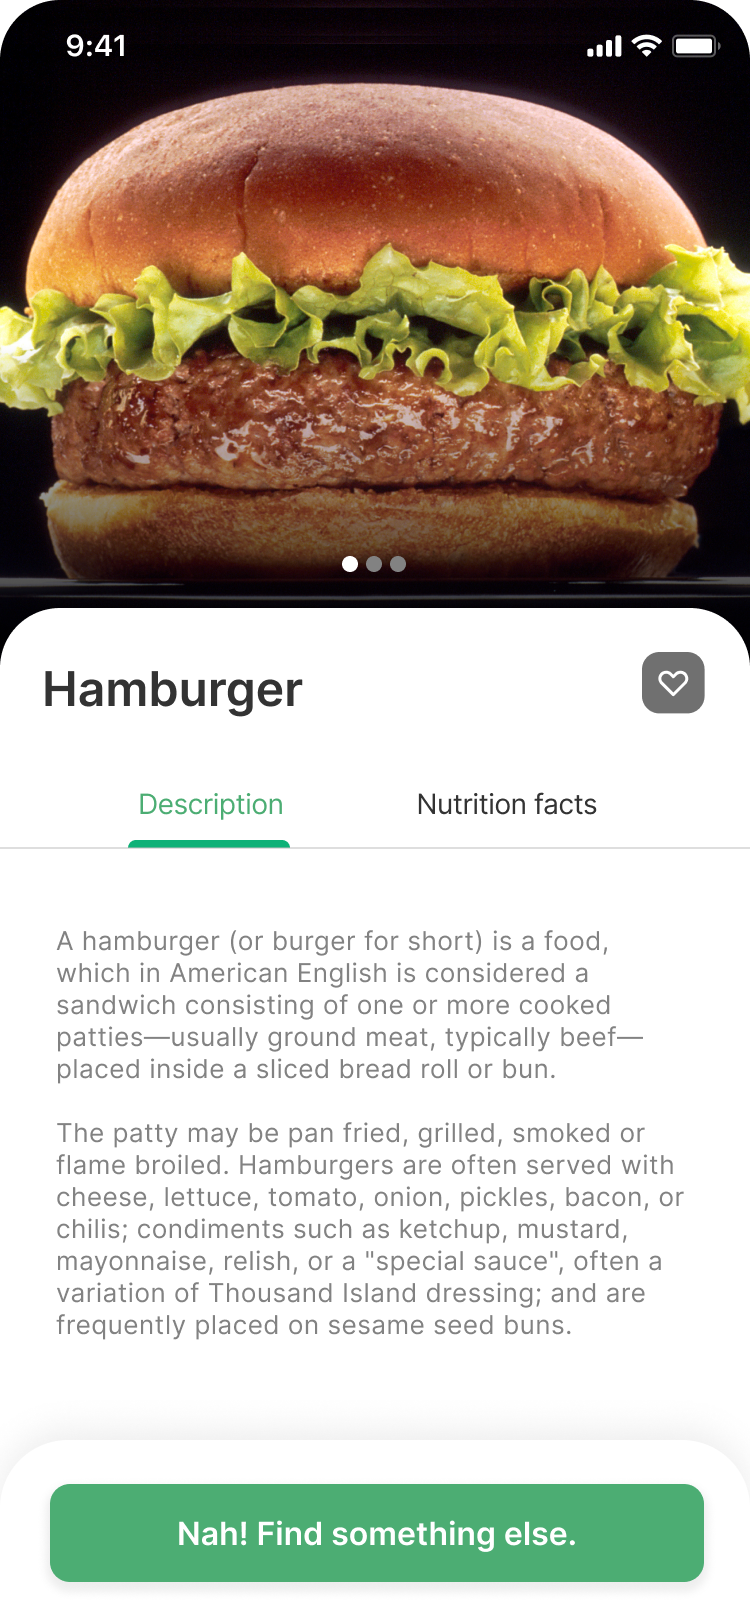 9:41
Hamburger
Description
Nutrition facts
A hamburger (or burger for short) is a food,
which in American English is considered a
sandwich consisting of one or more cooked
patties—usually ground meat, typically beef—
placed inside a sliced bread roll or bun.
The patty may be pan fried, grilled, smoked or
flame broiled. Hamburgers are often served with
cheese, lettuce, tomato, onion, pickles, bacon, or
chilis; condiments such as ketchup, mustard,
mayonnaise, relish, or a "special sauce", often a
variation of Thousand Island dressing; and are
frequently placed on sesame seed buns.
Nah! Find something else.